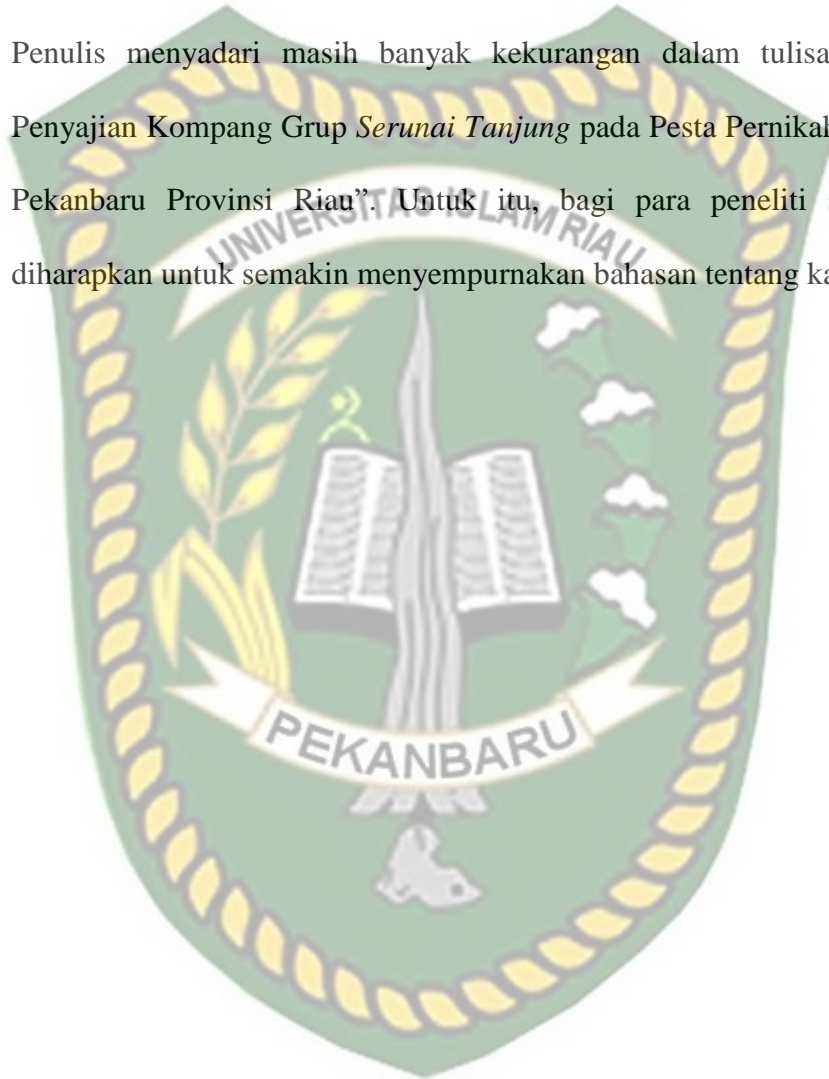 Penulis menyadari masih banyak kekurangan dalam tulisa
Penyajian Kompang Grup Serunai Tanjung pada Pesta Pernikah
Pekanbaru Provinsi Riau”. Untuk itu, bagi para peneliti
diharapkan untuk semakin menyempurnakan bahasan tentang ka
UNIVERSITAS ISLAM RIAU
PEKANBARU